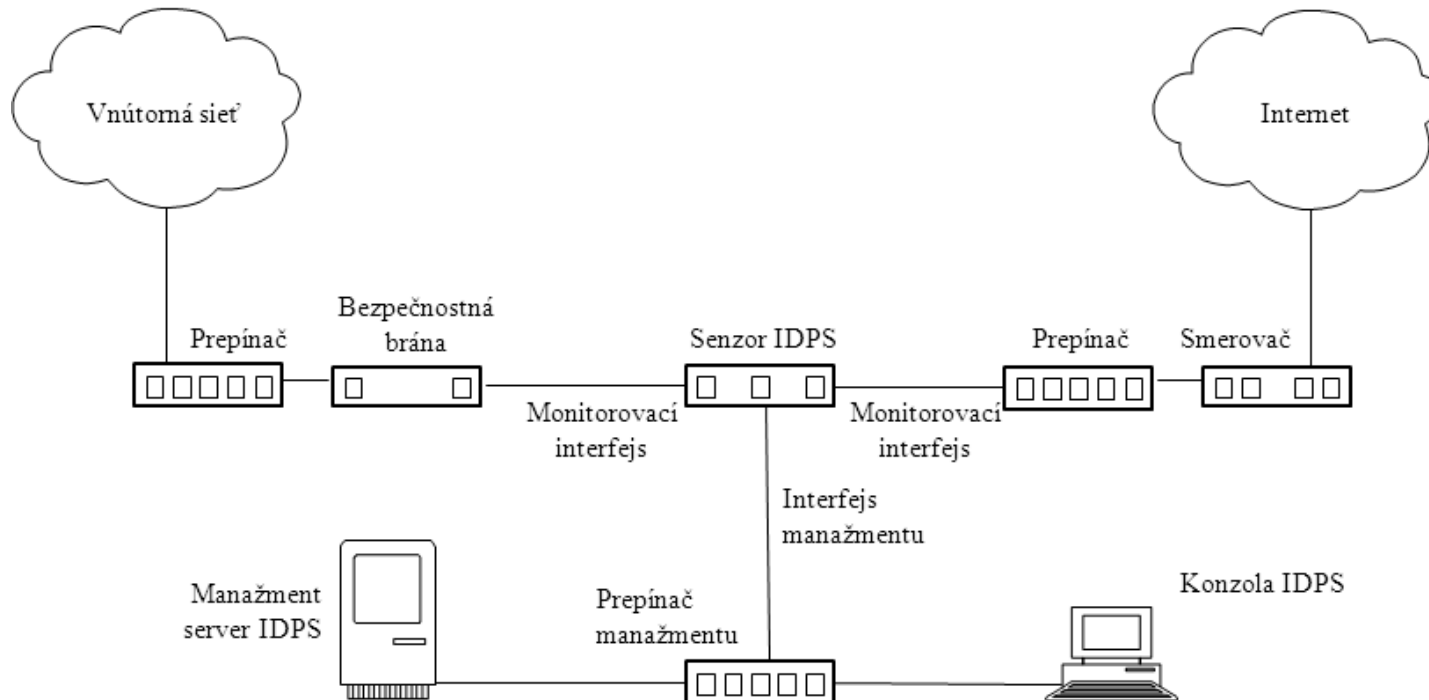 Vnútorná sieť
Internet
Bezpečnostná
brána
Prepínač
Senzor IDPS
Prepínač
Smerovač
Monitorovací
interfejs
Monitorovací
interfejs
Interfejs
manažmentu
Manažment
server IDPS
Prepínač
manažmentu
Konzola IDPS